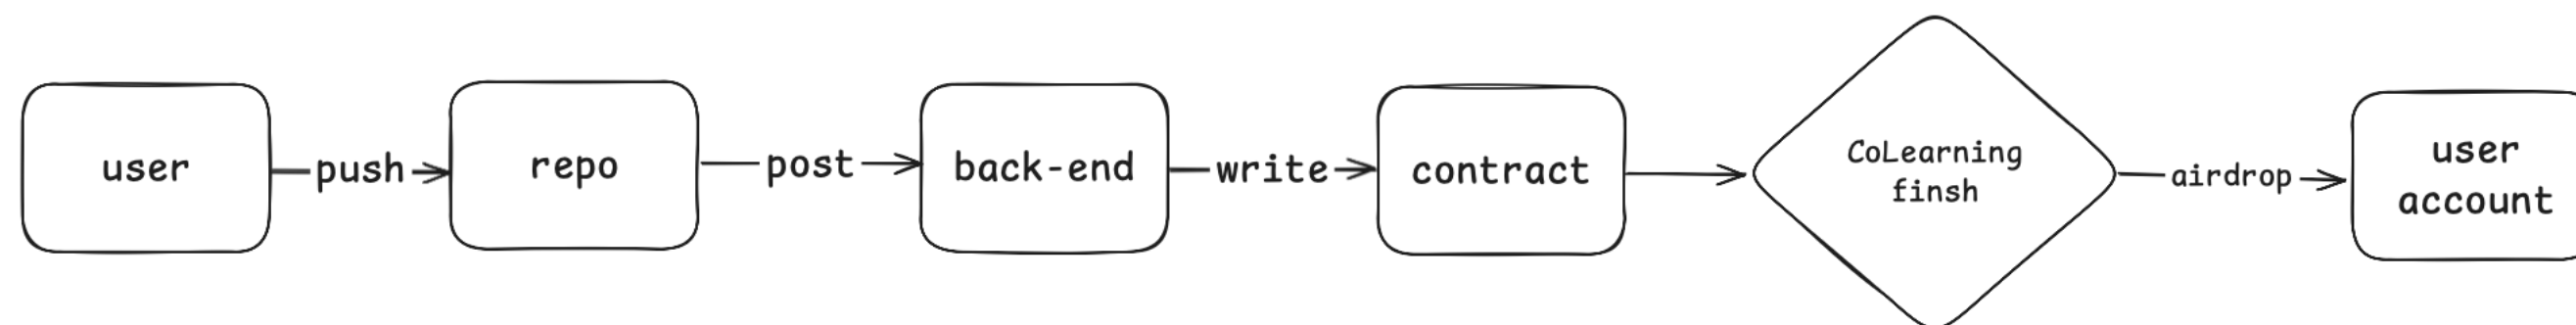 user
push
repo
post
back-end
write
contract
CoLearning
finsh
airdrop
user
account